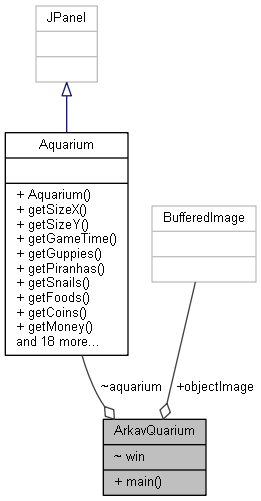 JPanel
Aquarium
+ Aquarium()
+ getSizeX()
+ getSizeY()
+ getGameTime()
+ getGuppies()
+ getPiranhas()
+ getSnails()
+ getFoods()
+ getCoins()
+ getMoney()
and 18 more...
BufferedImage
~aquarium
+objectImage
ArkavQuarium
~ win
+ main()